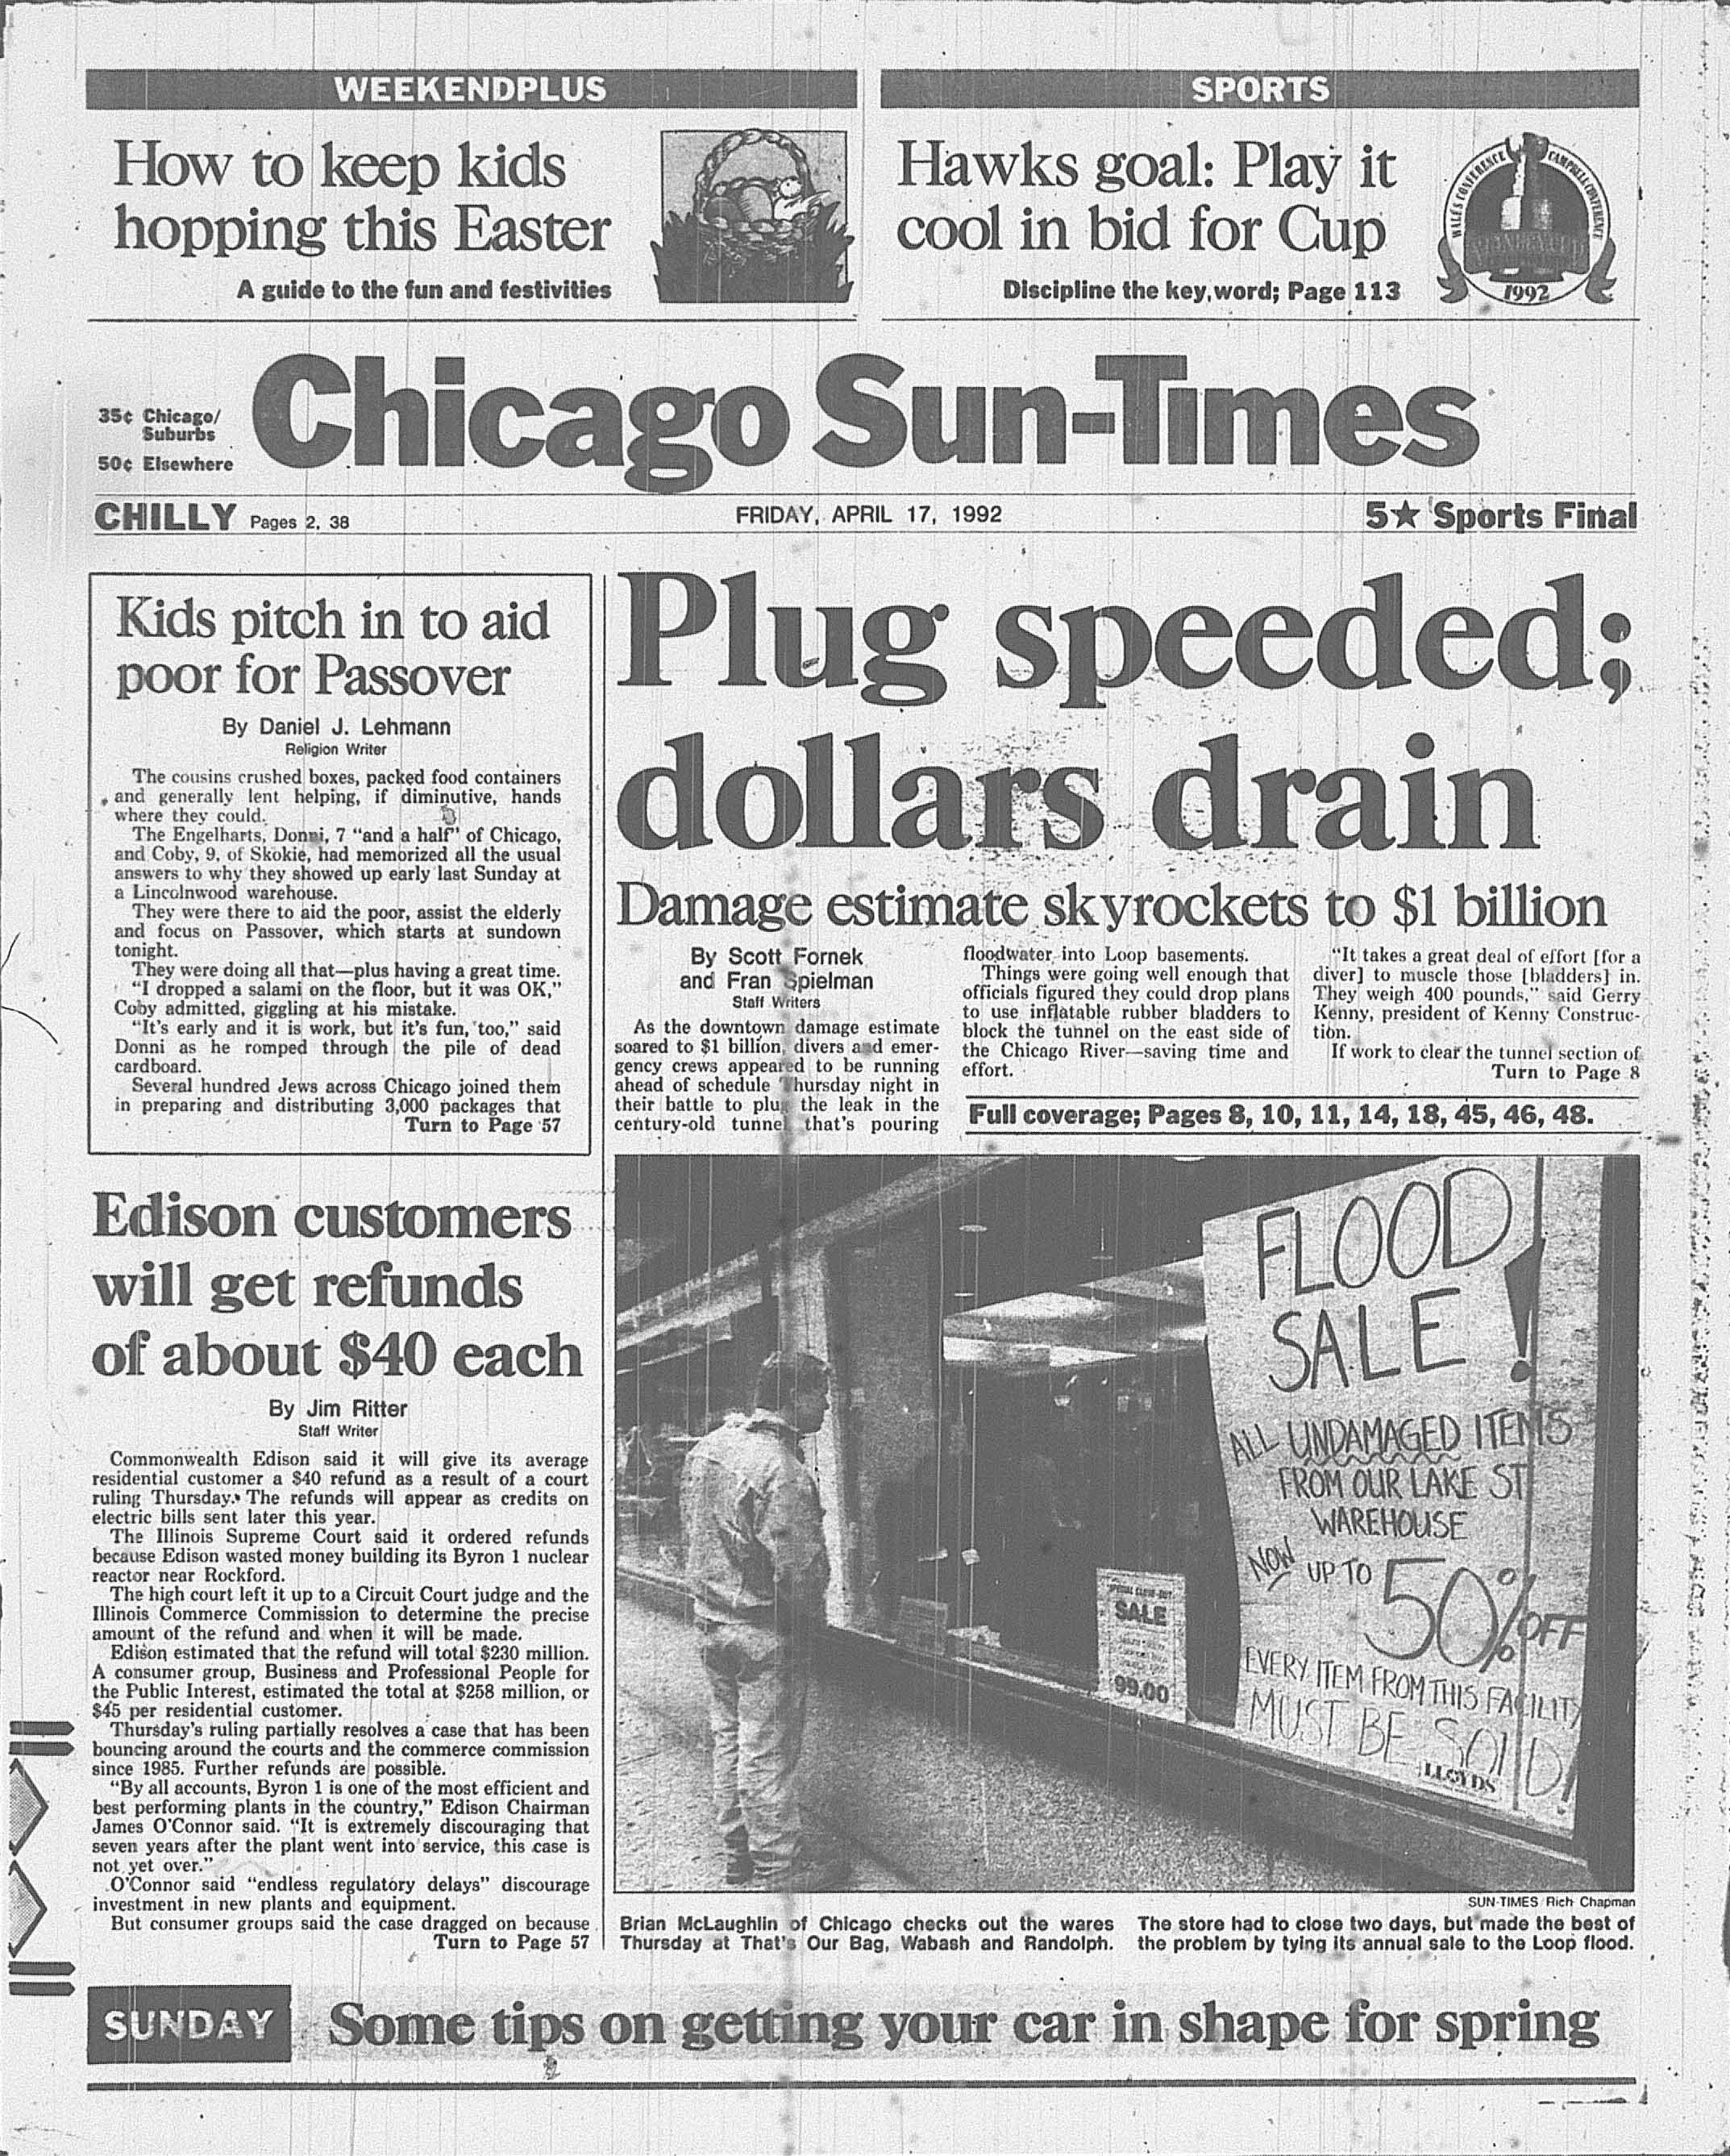 WEEKENDPLUS
How to keep kids
hopping this Easter
A guide to the fun and festivities
SPORTS
Hawks goal: Play it
cool in bid for Cup
Discipline the key word; Page 113
WALES CONFERENCE
CAMPBELL CONFERENCE
STANLEY CUP
1992
35¢ Chicago/
Suburbs
50¢ Elsewhere
Chicago Sun-Times
CHILLY Pages 2, 38
FRIDAY, APRIL 17, 1992
5★ Sports Final
Kids pitch in to aid
poor for Passover
By Daniel J. Lehmann
Religion Writer
The cousins crushed boxes, packed food containers
and generally lent helping, if diminutive, hands
where they could.
The Engelharts, Donni, 7 “and a half” of Chicago,
and Coby, 9, of Skokie, had memorized all the usual
answers to why they showed up early last Sunday at
a Lincolnwood warehouse.
They were there to aid the poor, assist the elderly
and focus on Passover, which starts at sundown
tonight.
They were doing all that—plus having a great time.
“I dropped a salami on the floor, but it was OK,”
Coby admitted, giggling at his mistake.
“It’s early and it is work, but it’s fun, too,” said
Donni as he romped through the pile of dead
cardboard.
Several hundred Jews across Chicago joined them
in preparing and distributing 3,000 packages that
Turn to Page 57
Edison customers
will get refunds
of about $40 each
By Jim Ritter
Staff Writer
Commonwealth Edison said it will give its average
residential customer a $40 refund as a result of a court
ruling Thursday. The refunds will appear as credits on
electric bills sent later this year.
The Illinois Supreme Court said it ordered refunds
because Edison wasted money building its Byron 1 nuclear
reactor near Rockford.
The high court left it up to a Circuit Court judge and the
Illinois Commerce Commission to determine the precise
amount of the refund and when it will be made.
Edison estimated that the refund will total $230 million.
A consumer group, Business and Professional People for
the Public Interest, estimated the total at $258 million, or
$45 per residential customer.
Thursday’s ruling partially resolves a case that has been
bouncing around the courts and the commerce commission
since 1985. Further refunds are possible.
“By all accounts, Byron 1 is one of the most efficient and
best performing plants in the country,” Edison Chairman
James O’Connor said. “It is extremely discouraging that
seven years after the plant went into service, this case is
not yet over.”
O’Connor said “endless regulatory delays” discourage
investment in new plants and equipment.
But consumer groups said the case dragged on because
Turn to Page 57
Plug speeded;
dollars drain
Damage estimate skyrockets to $1 billion
By Scott Fornek
and Fran Spielman
Staff Writers
As the downtown damage estimate
soared to $1 billion, divers and emer-
gency crews appeared to be running
ahead of schedule Thursday night in
their battle to plug the leak in the
century-old tunnel that’s pouring
floodwater into Loop basements.
Things were going well enough that
officials figured they could drop plans
to use inflatable rubber bladders to
block the tunnel on the east side of
the Chicago River—saving time and
effort.
“It takes a great deal of effort [for a
diver] to muscle those [bladders] in.
They weigh 400 pounds,” said Gerry
Kenny, president of Kenny Construc-
tion.
If work to clear the tunnel section of
Turn to Page 8
Full coverage; Pages 8, 10, 11, 14, 18, 45, 46, 48.
FLOOD
SALE!
ALL UNDAMAGED ITEMS
FROM OUR LAKE ST
WAREHOUSE
NOW UP TO 50% OFF
EVERY ITEM FROM THIS FACILITY
MUST BE SOLD!
LLOYDS
SPECIAL CLOSE-OUT
SALE
99.00
SUN-TIMES/Rich Chapman
Brian McLaughlin of Chicago checks out the wares
Thursday at That’s Our Bag, Wabash and Randolph.
The store had to close two days, but made the best of
the problem by tying its annual sale to the Loop flood.
SUNDAY
Some tips on getting your car in shape for spring